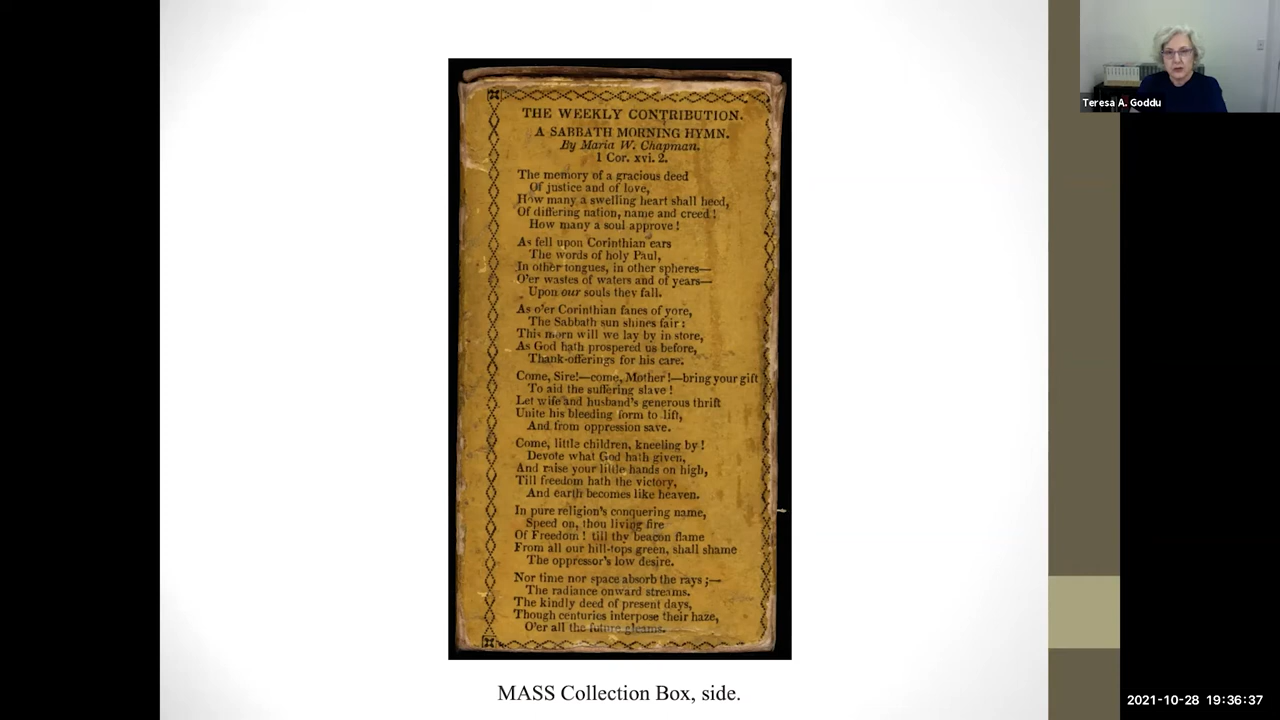 THE WEEKLY CONTRIBUTION.
A SABBATH MORNING HYMN.
By Maria W. Chapman.
1 Cor. xvi. 2.
The memory of a gracious deed
Of justice and of love,
How many a swelling heart shall heed,
Of differing nation, name and creed!
How many a soul approve!
As fell upon Corinthian ears
The words of holy Paul,
In other tongues, in other spheres—
O'er wastes of waters and of years—
Upon our souls they fall.
As o'er Corinthian fanes of yore,
The Sabbath sun shines fair:
This morn will we lay by in store,
As God hath prospered us before,
Thank-offerings for his care.
Come, Sire!—come, Mother!—bring your gift
To aid the suffering slave!
Let wife and husband's generous thrift
Unite his bleeding form to lift,
And from oppression save.
Come, little children, kneeling by!
Devote what God hath given,
And raise your little hands on high,
Till freedom hath the victory,
And earth becomes like heaven.
In pure religion's conquering name,
Speed on, thou living fire
Of Freedom! till thy beacon flame
From all our hill-tops green, shall shame
The oppressor's low desire.
Nor time nor space absorb the rays;—
The radiance onward streams.
The kindly deed of present days,
Though centuries interpose their haze,
O'er all the future gleams.
MASS Collection Box, side.
Teresa A. Goddu
2021-10-28 19:36:37